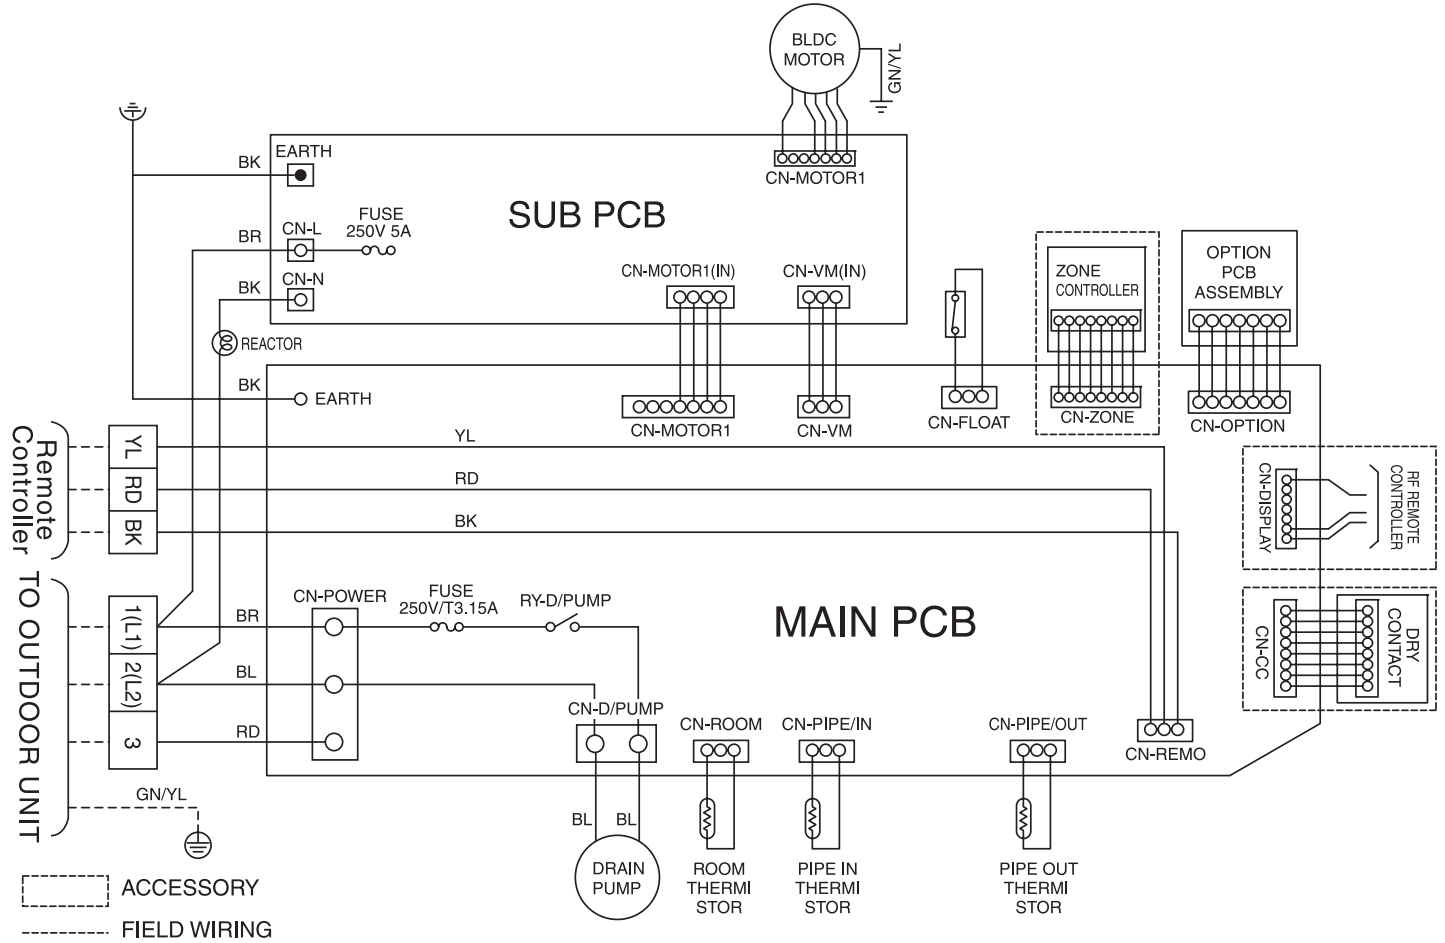 BLDC
MOTOR
GN/YL
CN-MOTOR1
BK
EARTH
SUB PCB
FUSE
250V 5A
BR
CN-L
BK
CN-N
CN-MOTOR1(IN)
CN-VM(IN)
REACTOR
BK
EARTH
CN-MOTOR1
CN-VM
CN-FLOAT
ZONE
CONTROLLER
CN-ZONE
OPTION
PCB
ASSEMBLY
CN-OPTION
Remote
Controller
YL
RD
BK
YL
RD
BK
CN-DISPLAY
RF REMOTE
CONTROLLER
TO OUTDOOR UNIT
1(L1)
2(L2)
3
BR
BL
RD
GN/YL
CN-POWER
FUSE
250V/T3.15A
RY-D/PUMP
MAIN PCB
CN-CC
DRY
CONTACT
CN-D/PUMP
CN-ROOM
CN-PIPE/IN
CN-PIPE/OUT
CN-REMO
BL
BL
DRAIN
PUMP
ROOM
THERMI
STOR
PIPE IN
THERMI
STOR
PIPE OUT
THERMI
STOR
ACCESSORY
FIELD WIRING